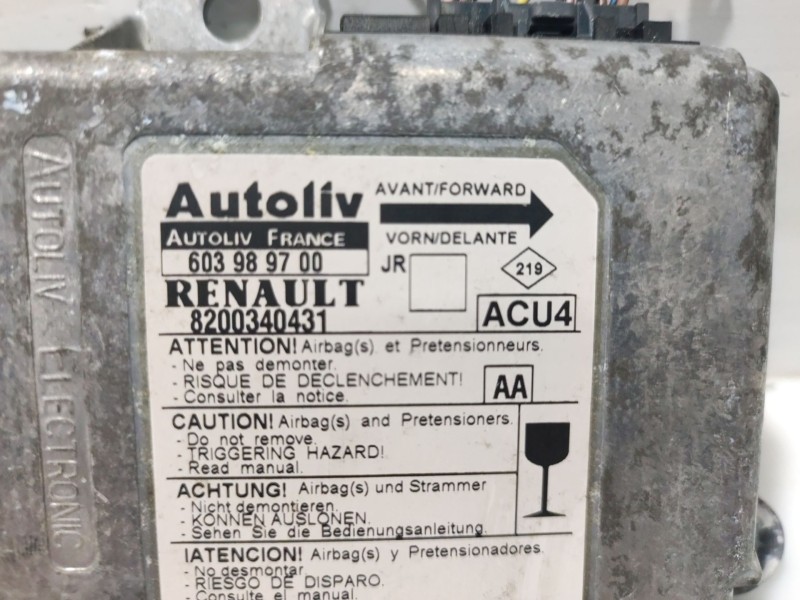 AUTOLIV ELECTRONIC
Autoliv
AUTOLIV FRANCE
603 98 97 00
AVANT/FORWARD
VORN/DELANTE
JR
219
RENAULT
8200340431
ACU4
ATTENTION! Airbag(s) et Pretensionneurs.
- Ne pas demonter.
- RISQUE DE DECLENCHEMENT!
- Consulter la notice.
AA
CAUTION! Airbag(s) and Pretensioners.
- Do not remove.
- TRIGGERING HAZARD!
- Read manual.
ACHTUNG! Airbag(s) und Strammer
- Nicht demontieren.
- KONNEN AUSLONEN.
- Sehen Sie die Bedienungsanleitung.
IATENCION! Airbag(s) y Pretensionadores.
- No desmontar.
- RIESGO DE DISPARO.
- Consulte el manual.